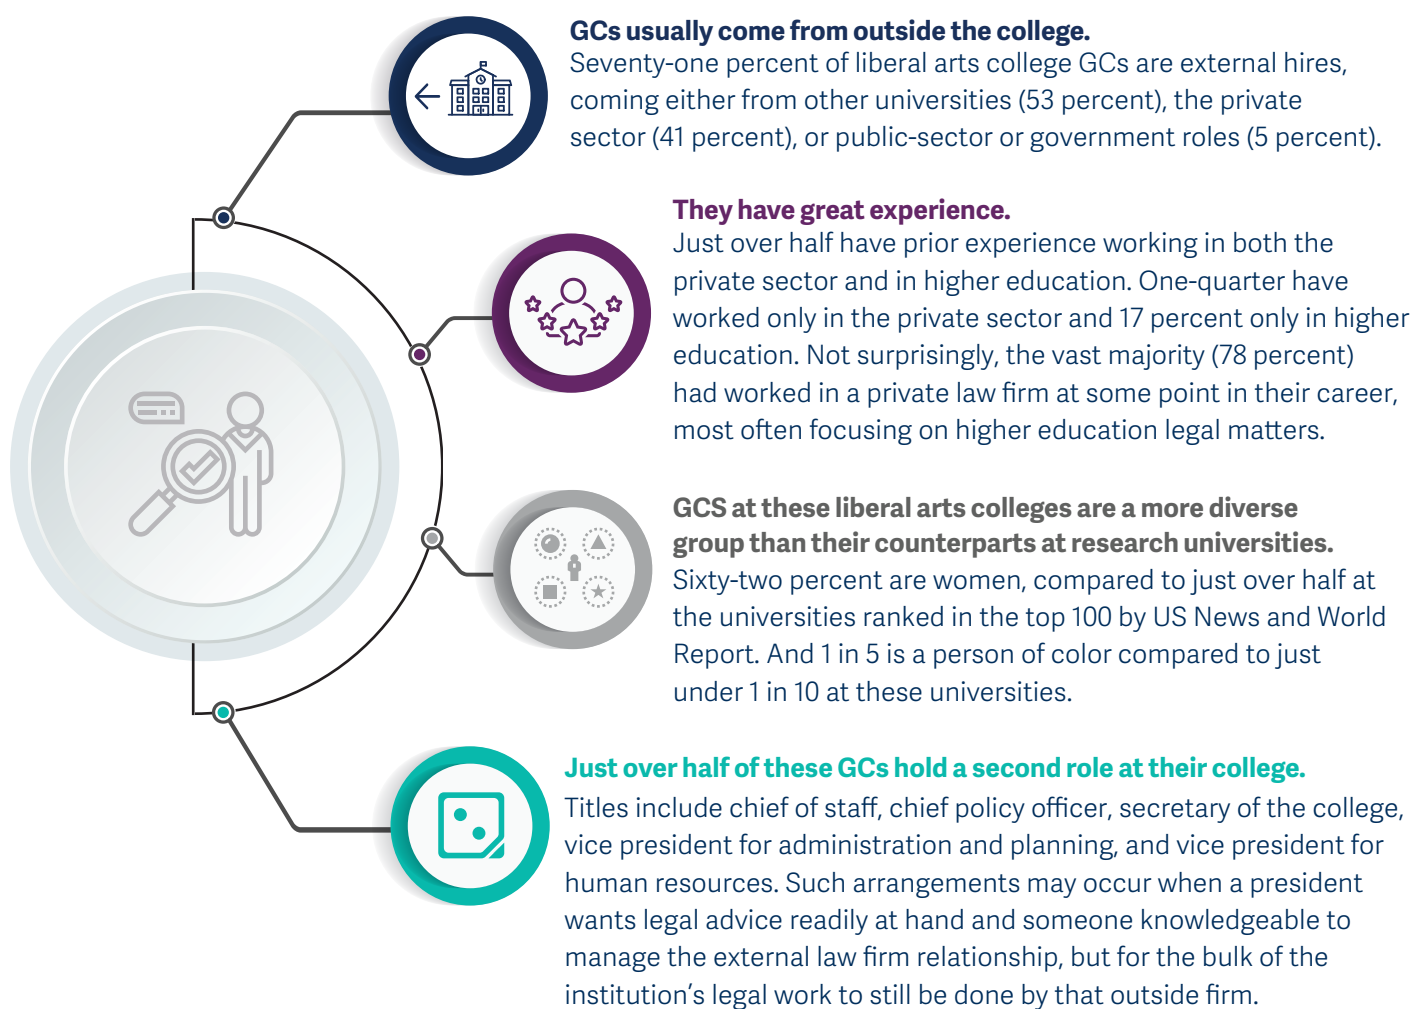 GCs usually come from outside the college.
Seventy-one percent of liberal arts college GCs are external hires,
coming either from other universities (53 percent), the private
sector (41 percent), or public-sector or government roles (5 percent).
They have great experience.
Just over half have prior experience working in both the
private sector and in higher education. One-quarter have
worked only in the private sector and 17 percent only in higher
education. Not surprisingly, the vast majority (78 percent)
had worked in a private law firm at some point in their career,
most often focusing on higher education legal matters.
GCS at these liberal arts colleges are a more diverse
group than their counterparts at research universities.
Sixty-two percent are women, compared to just over half at
the universities ranked in the top 100 by US News and World
Report. And 1 in 5 is a person of color compared to just
under 1 in 10 at these universities.
Just over half of these GCs hold a second role at their college.
Titles include chief of staff, chief policy officer, secretary of the college,
vice president for administration and planning, and vice president for
human resources. Such arrangements may occur when a president
wants legal advice readily at hand and someone knowledgeable to
manage the external law firm relationship, but for the bulk of the
institution's legal work to still be done by that outside firm.